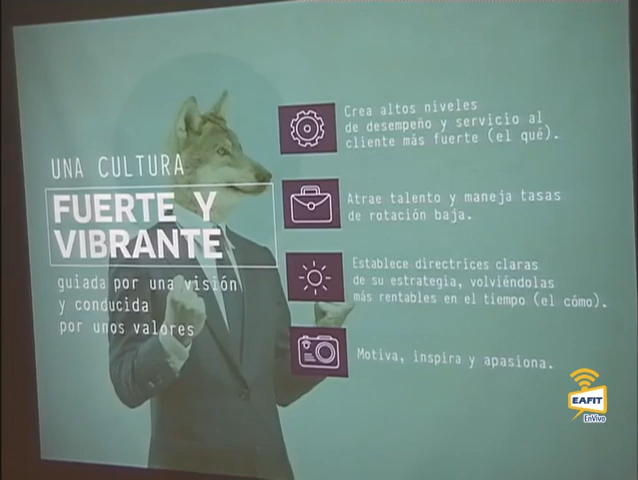 UNA CULTURA
FUERTE Y
VIBRANTE
guiada por una visión
y conducida
por unos valores
Crea altos niveles
de desempeño y servicio al
cliente más fuerte (el qué).
Atrae talento y maneja tasas
de rotación baja.
Establece directrices claras
de su estrategia, volviéndolas
más rentables en el tiempo (el cómo).
Motiva, inspira y apasiona.
EAFIT
EnVivo